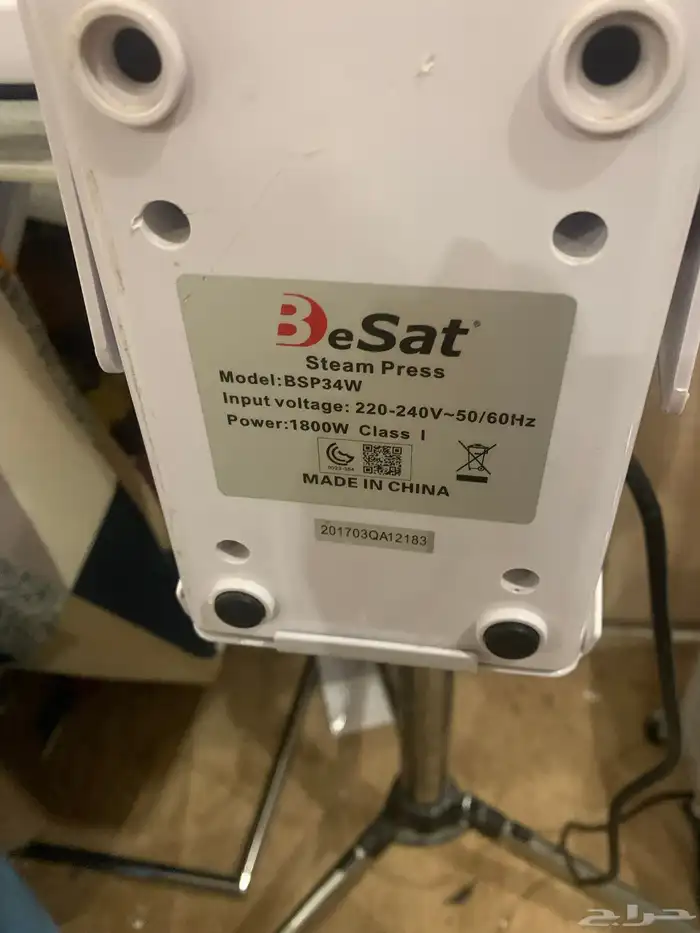 BeSat
Steam Press
Model:BSP34W
Input voltage: 220-240V~50/60Hz
Power:1800W Class I
MADE IN CHINA
201703QA12183
حراج